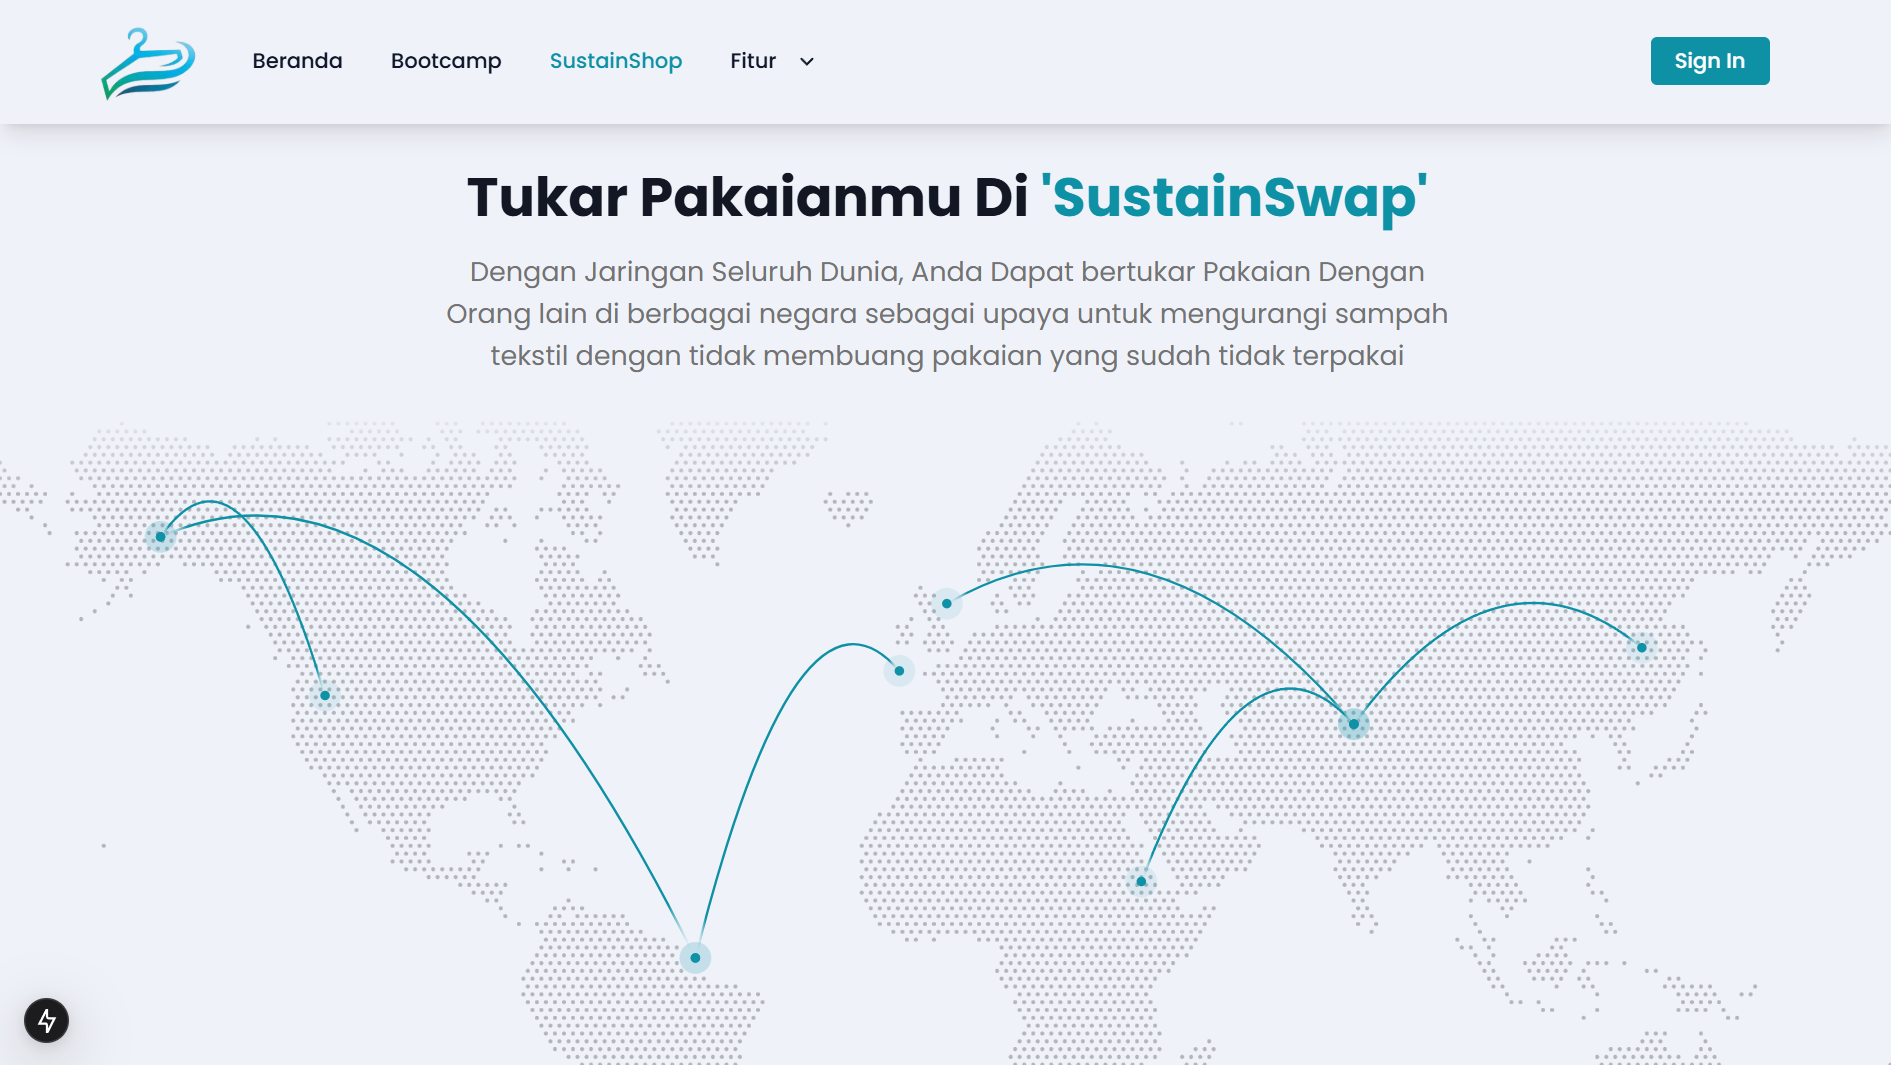 Beranda
Bootcamp
SustainShop
Fitur
Sign In
Tukar Pakaianmu Di 'SustainSwap'
Dengan Jaringan Seluruh Dunia, Anda Dapat bertukar Pakaian Dengan
Orang lain di berbagai negara sebagai upaya untuk mengurangi sampah
tekstil dengan tidak membuang pakaian yang sudah tidak terpakai